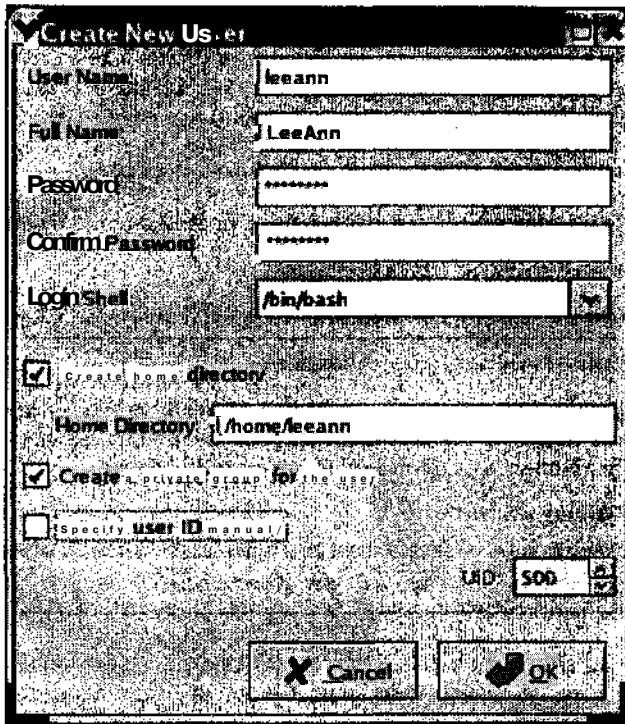 Create New User
User Name: leeann
Full Name: LeeAnn
Password: ********
Confirm Password: ********
Login Shell: /bin/bash
Create home directory
Home Directory: /home/leeann
Create a private group for the user
Specify user ID manual/
UID: 500
Cancel OK